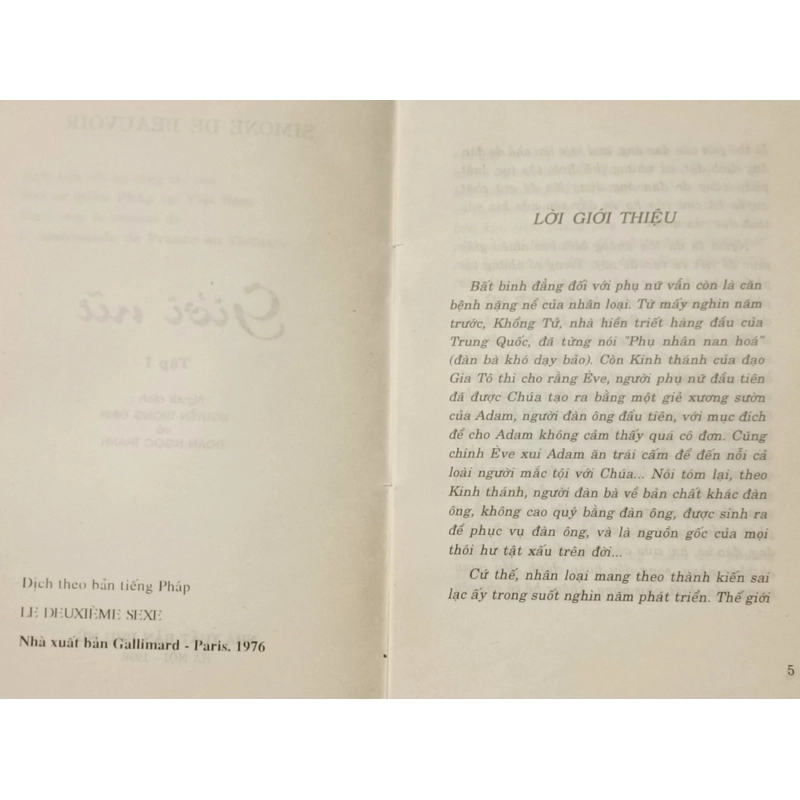 Dịch theo bản tiếng Pháp
LE DEUXIÈME SEXE
Nhà xuất bản Gallimard - Paris. 1976
LỜI GIỚI THIỆU
Bất bình đẳng đối với phụ nữ vẫn còn là căn
bệnh nặng nề của nhân loại. Từ mấy nghìn năm
trước, Khổng Tử, nhà hiền triết hàng đầu của
Trung Quốc, đã từng nói "Phụ nhân nan hoá"
(đàn bà khó dạy bảo). Còn Kinh thánh của đạo
Gia Tô thì cho rằng Ève, người phụ nữ đầu tiên
đã được Chúa tạo ra bằng một giẻ xương sườn
của Adam, người đàn ông đầu tiên, với mục đích
để cho Adam không cảm thấy quá cô đơn. Cũng
chính Ève xui Adam ăn trái cấm để đến nỗi cả
loài người mắc tội với Chúa... Nói tóm lại, theo
Kinh thánh, người đàn bà về bản chất khác đàn
ông, không cao quý bằng đàn ông, được sinh ra
để phục vụ đàn ông, và là nguồn gốc của mọi
thói hư tật xấu trên đời...
Cứ thế, nhân loại mang theo thành kiến sai
lạc ấy trong suốt nghìn năm phát triển. Thế giới
5